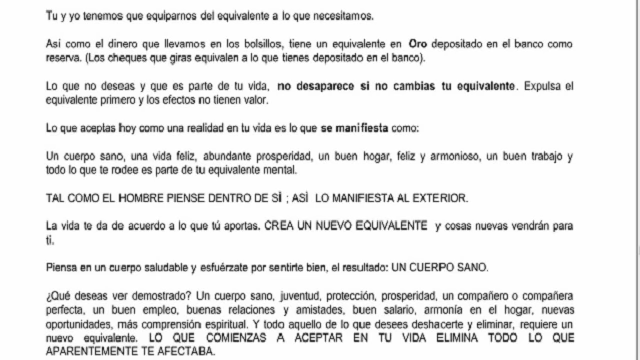 Tu y yo tenemos que equiparnos del equivalente a lo que necesitamos.
Asi como el dinero que llevamos en los bolsillos, tiene un equivalente en Oro depositado en el banco como
reserva. (Los cheques que giras equivalen a lo que tienes depositado en el banco).
Lo que no deseas y que es parte de tu vida, no desaparece si no cambias tu equivalente. Expulsa el
equivalente primero y los efectos no tienen valor.
Lo que aceptas hoy como una realidad en tu vida es lo que se manifiesta como:
Un cuerpo sano, una vida feliz, abundante prosperidad, un buen hogar, feliz y armonioso, un buen trabajo y
todo lo que te rodee es parte de tu equivalente mental.
TAL COMO EL HOMBRE PIENSE DENTRO DE SÌ ; ASÌ LO MANIFIESTA AL EXTERIOR.
La vida te da de acuerdo a lo que tú aportas. CREA UN NUEVO EQUIVALENTE y cosas nuevas vendrán para
ti.
Piensa en un cuerpo saludable y esfuérzate por sentirte bien, el resultado: UN CUERPO SANO.
¿Qué deseas ver demostrado? Un cuerpo sano, juventud, protección, prosperidad, un compañero o compañera
perfecta, un buen empleo, buenas relaciones y amistades, buen salario, armonía en el hogar, nuevas
oportunidades, más comprensión espiritual. Y todo aquello de lo que desees deshacerte y eliminar, requiere un
nuevo equivalente. LO QUE COMIENZAS A ACEPTAR EN TU VIDA ELIMINA TODO LO QUE
APARENTEMENTE TE AFECTABA.